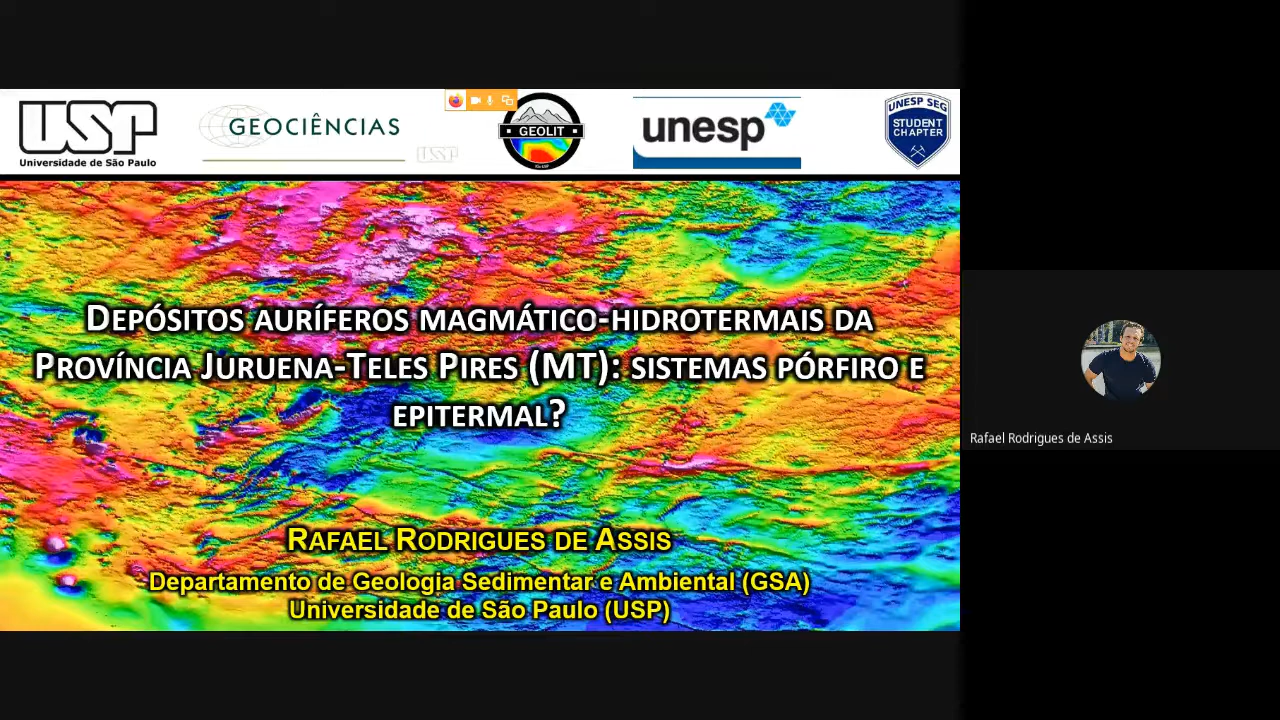 USP
Universidade de São Paulo
GEOCIÊNCIAS
USP
GEOLIT
unesp
UNESP SEG
STUDENT
CHAPTER
DEPÓSITOS AURÍFEROS MAGMÁTICO-HIDROTERMAIS DA
PROVÍNCIA JURUENA-TELES PIRES (MT): SISTEMAS PÓRFIRO E
EPITERMAL?
RAFAEL RODRIGUES DE ASSIS
Departamento de Geologia Sedimentar e Ambiental (GSA)
Universidade de São Paulo (USP)
Rafael Rodrigues de Assis